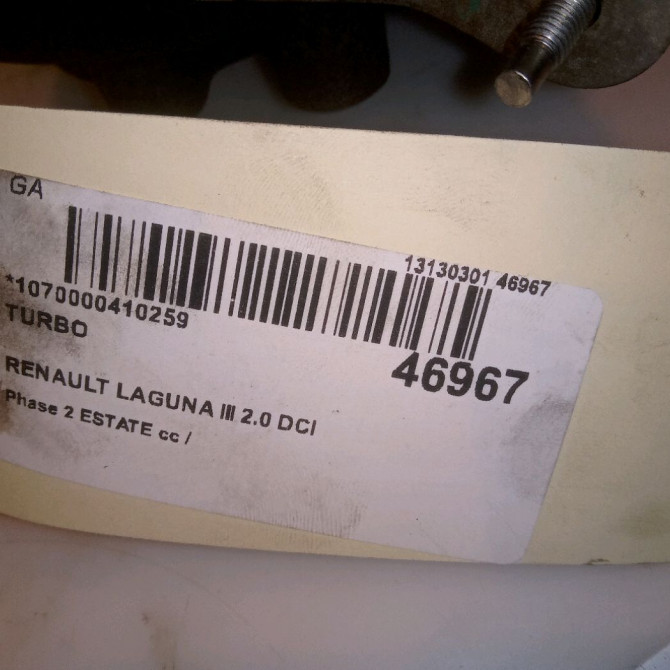 GA
13130301 46967
*1070000410259
TURBO
46967
RENAULT LAGUNA III 2.0 DCI
Phase 2 ESTATE cc /